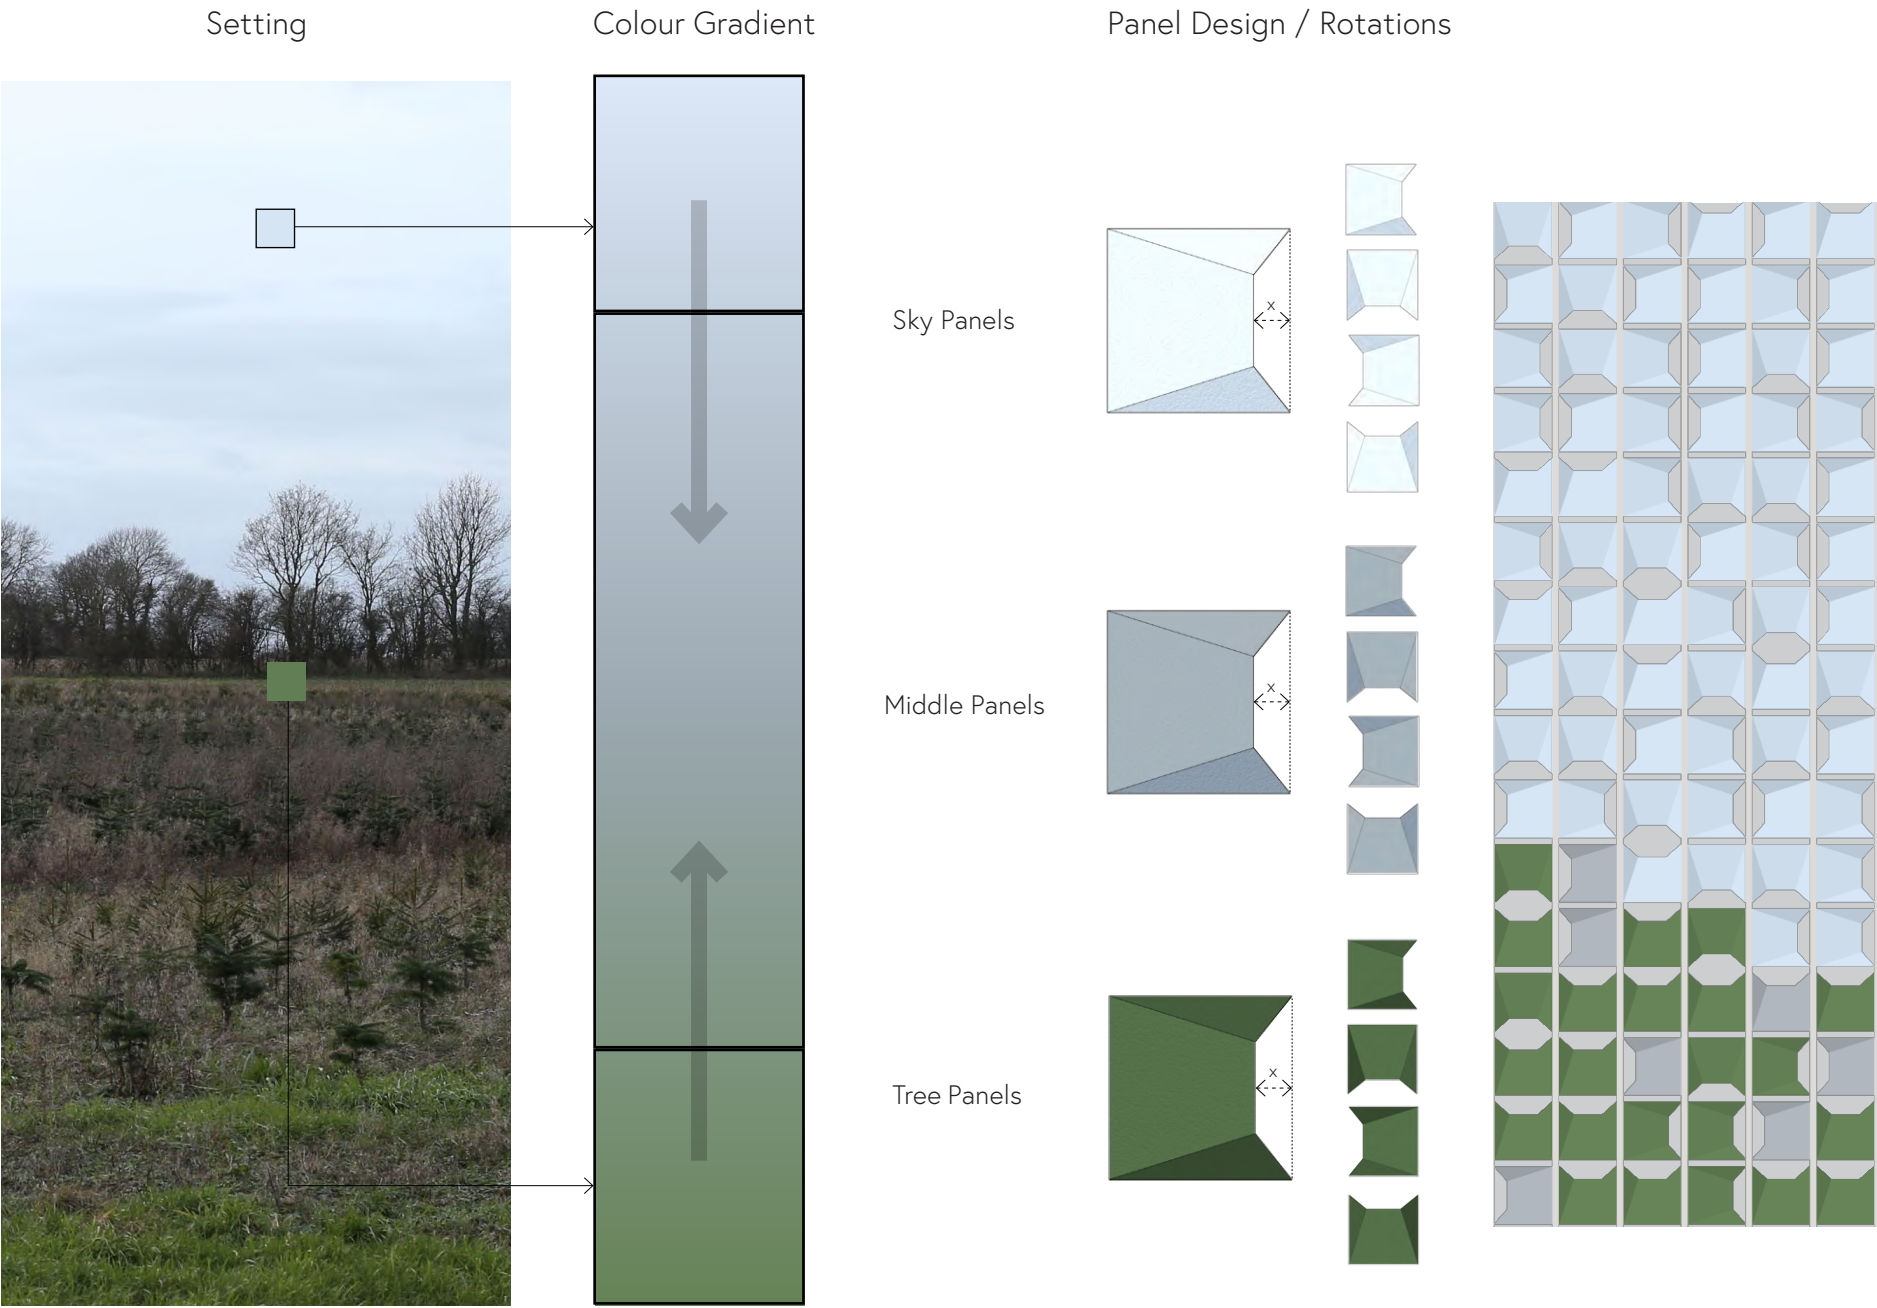 Setting
Colour Gradient
Panel Design / Rotations
Sky Panels
x
Middle Panels
x
Tree Panels
x